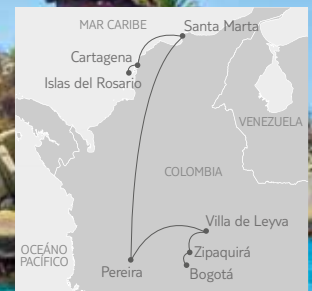 MAR CARIBE
Santa Marta
Cartagena
Islas del Rosario
VENEZUELA
COLOMBIA
Villa de Leyva
OCEÁNO
PACÍFICO
Zipaquirá
Pereira
Bogotá